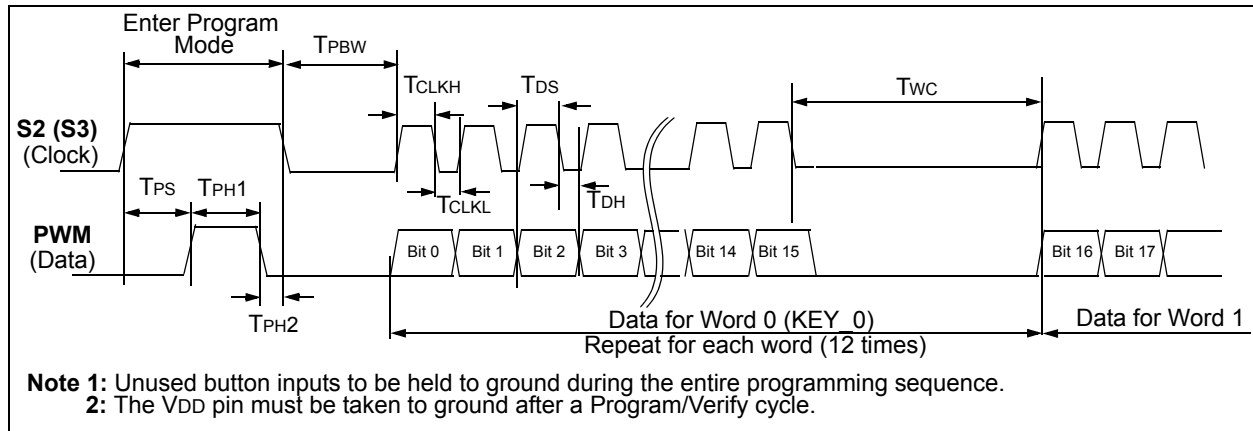 Enter Program
Mode
TPBW
TCLKH
TDS
TWC
S2 (S3)
(Clock)
TPS
TPH1
TCLKL
TDH
PWM
(Data)
Bit 0
Bit 1
Bit 2
Bit 3
Bit 14
Bit 15
Bit 16
Bit 17
TPH2
Data for Word 0 (KEY_0)
Repeat for each word (12 times)
Data for Word 1
Note 1: Unused button inputs to be held to ground during the entire programming sequence.
2: The VDD pin must be taken to ground after a Program/Verify cycle.